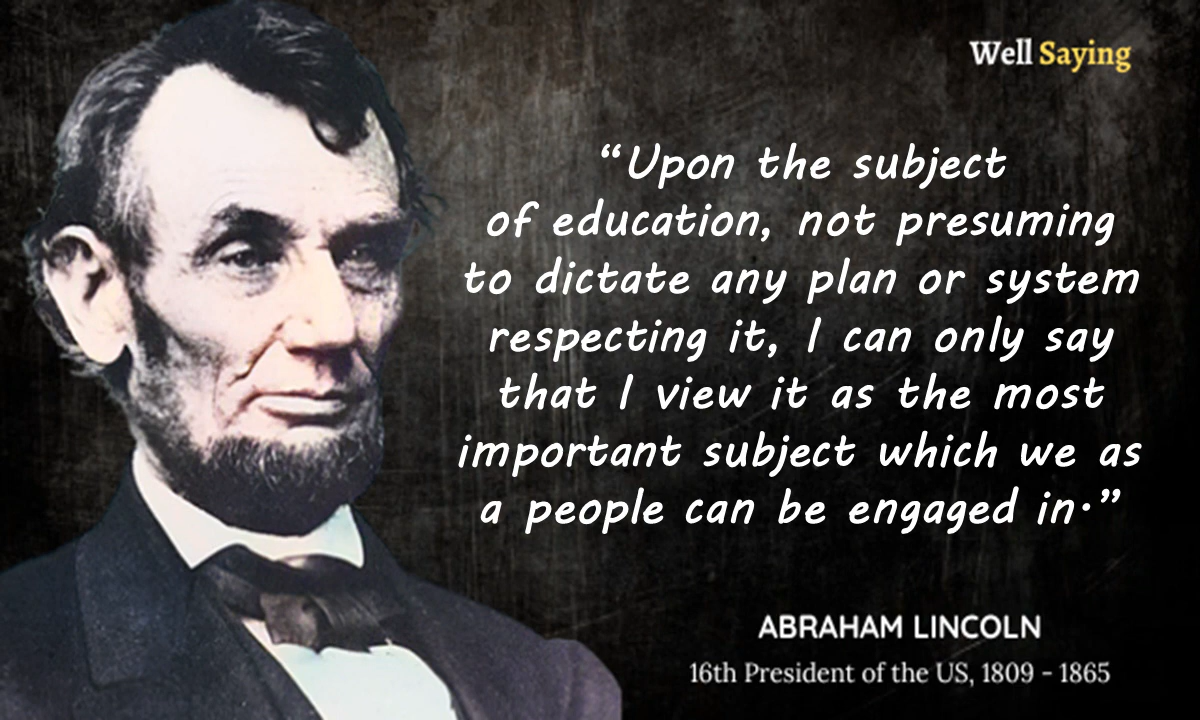 Well Saying
“Upon the subject
of education, not presuming
to dictate any plan or system
respecting it, I can only say
that I view it as the most
important subject which we as
a people can be engaged in.”
ABRAHAM LINCOLN
16th President of the US, 1809 - 1865